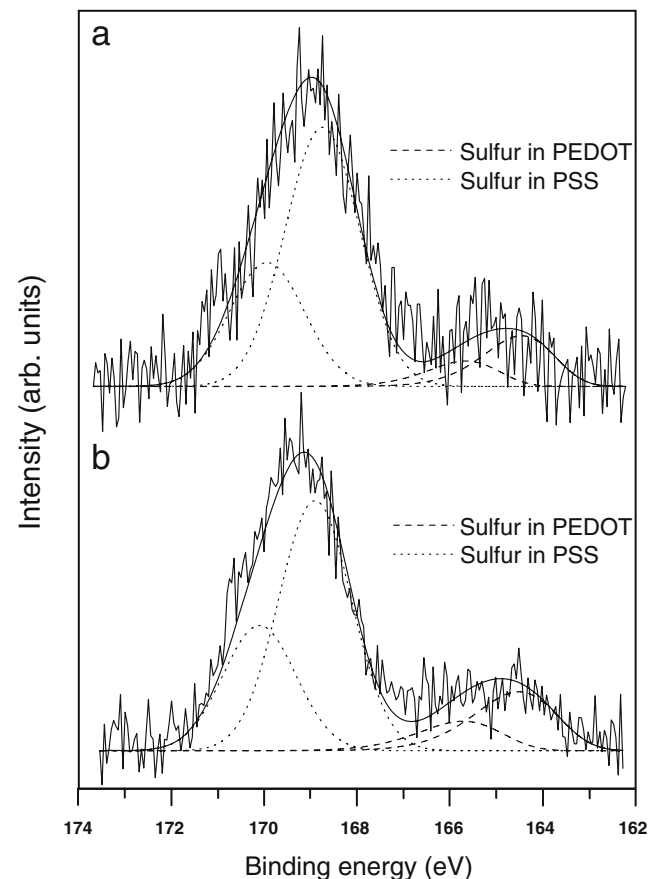 a
Sulfur in PEDOT
Sulfur in PSS
b
Sulfur in PEDOT
Sulfur in PSS
Intensity (arb. units)
174 172 170 168 166 164 162
Binding energy (eV)